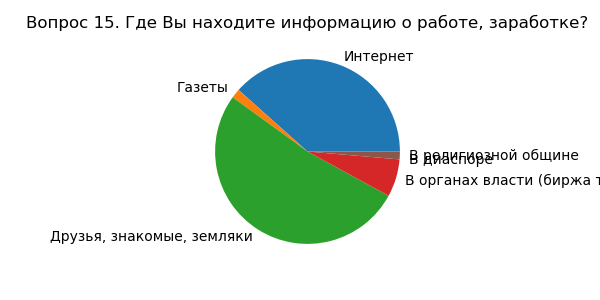 Вопрос 15. Где Вы находите информацию о работе, заработке?
Интернет
Газеты
В религиозной общине
В диаспоре
В органах власти (биржа т
Друзья, знакомые, земляки